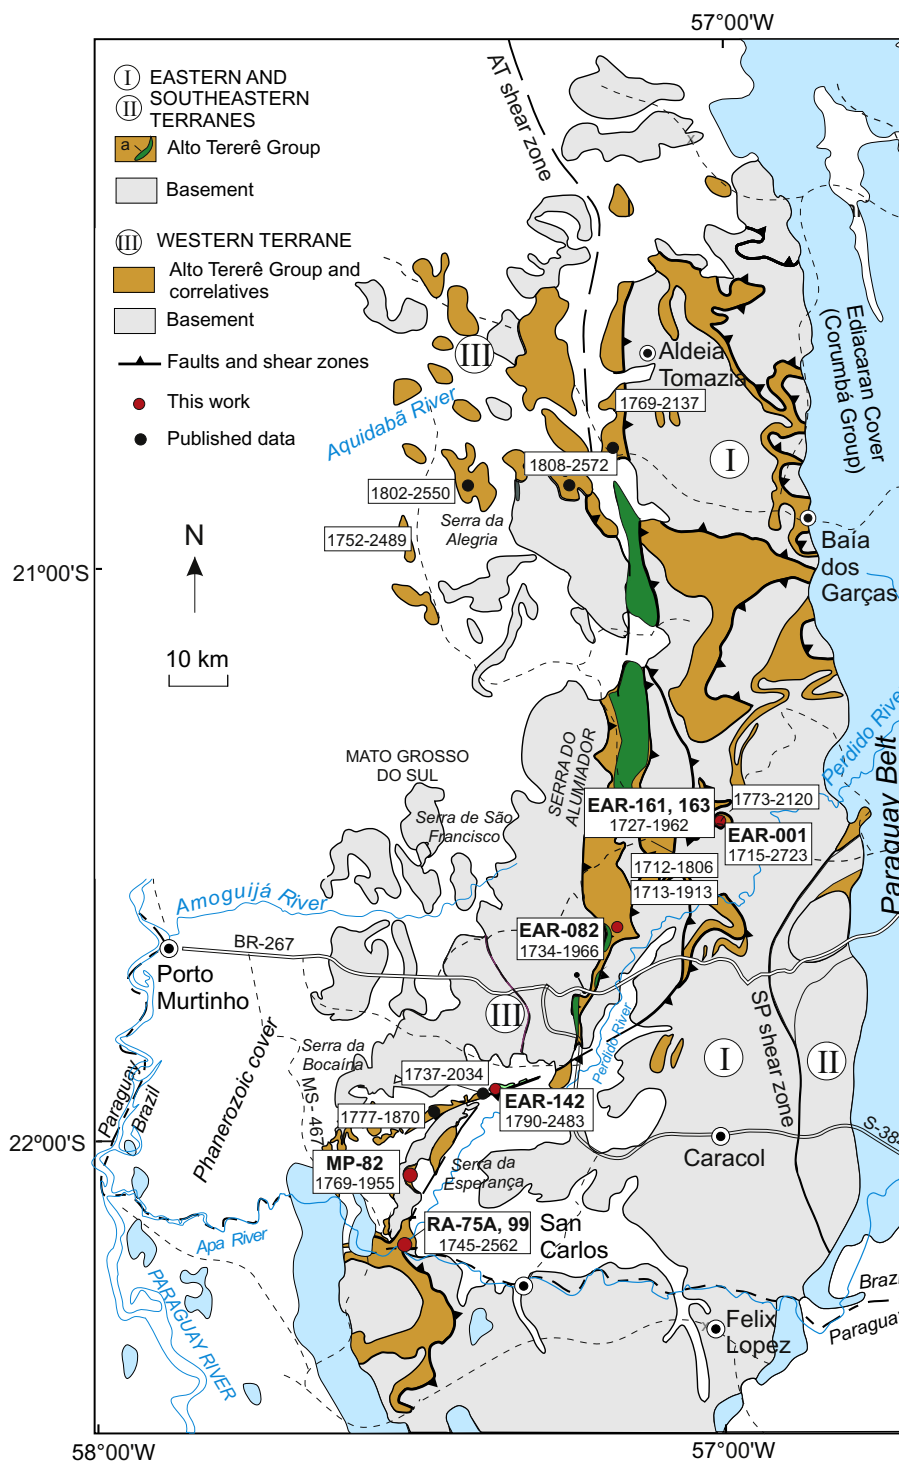 57°00'W
I EASTERN AND
II SOUTHEASTERN
TERRANES
a Alto Tererê Group
Basement
III WESTERN TERRANE
Alto Tererê Group and
correlatives
Basement
Faults and shear zones
This work
Published data
AT shear zone
Ediacaran Cover
(Corumbá Group)
III
Aldeia
Tomazia
1769-2137
Aquidabã River
I
1808-2572
1802-2550
Serra da
Alegria
1752-2489
N
Baía
dos
Garças
21°00'S
10 km
Perdido River
Paraguay Belt
SERRA DO
ALUMIADOR
MATO GROSSO
DO SUL
Serra de São
Francisco
1773-2120
EAR-161, 163
1727-1962
EAR-001
1715-2723
1712-1806
1713-1913
Amoguijá River
EAR-082
1734-1966
BR-267
Porto
Murtinho
III
SP shear zone
Perdido River
I
II
Serra da
Bocaína
Phanerozoic cover
MS-467
Paraguay
Brazil
1737-2034
EAR-142
1790-2483
1777-1870
22°00'S
Caracol
S-38
MP-82
1769-1955
Serra da
Esperança
RA-75A, 99
1745-2562
San
Carlos
Apa River
PARAGUAY RIVER
Brazi
Paraguay
x Felix
Lopez
58°00'W
57°00'W